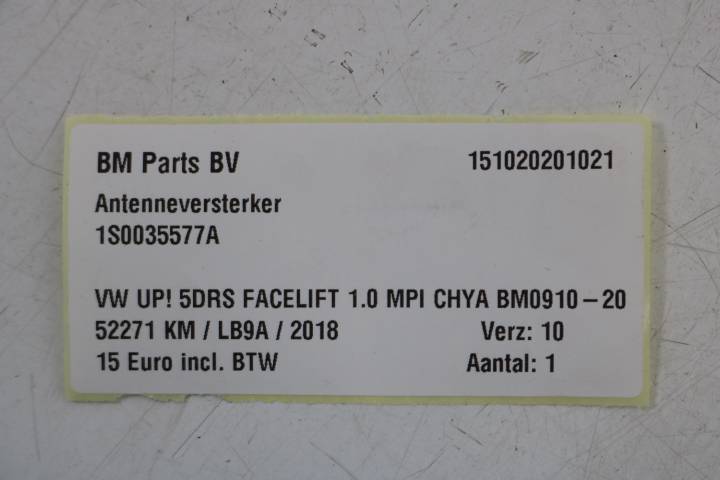 BM Parts BV 151020201021
Antenneversterker
1S0035577A
VW UP! 5DRS FACELIFT 1.0 MPI CHYA BM0910-20
52271 KM / LB9A / 2018 Verz: 10
15 Euro incl. BTW Aantal: 1